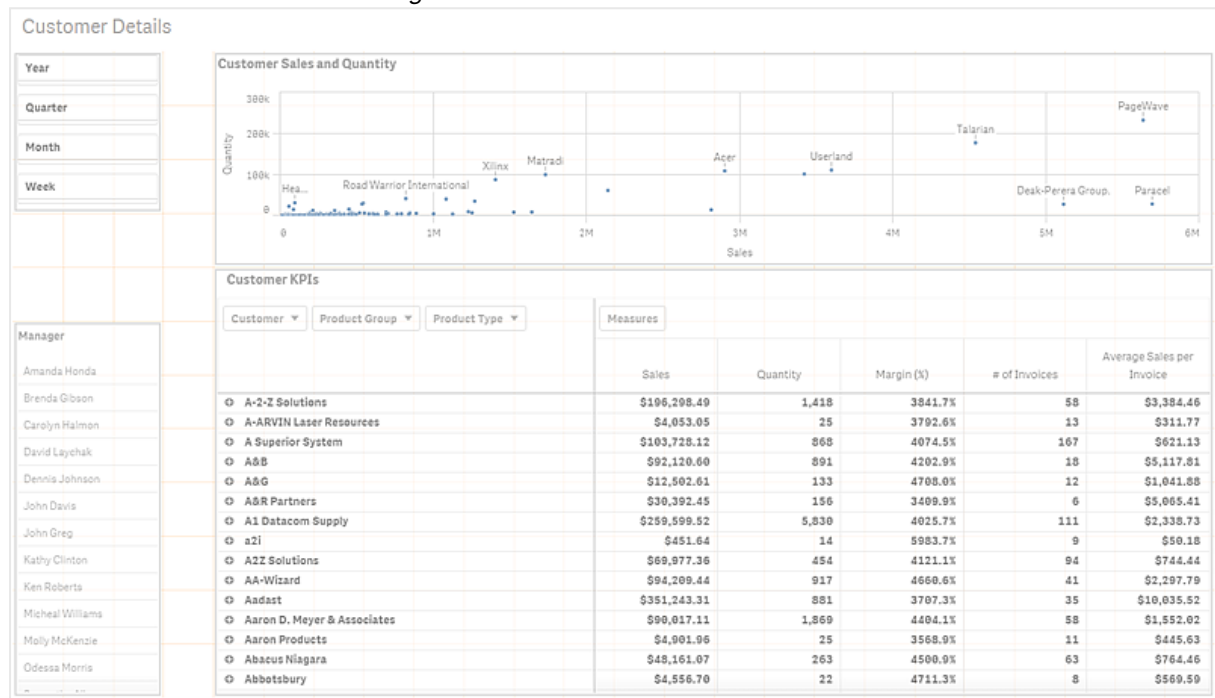 Customer Details
Year
Quarter
Month
Week
Manager
Amanda Honda
Brenda Gibson
Carolyn Halmon
David Laychak
Dennis Johnson
John Davis
John Greg
Kathy Clinton
Ken Roberts
Micheal Williams
Molly McKenzie
Odessa Morris
Customer Sales and Quantity
Quantity
300k
200k
100k
0
PageWave
Talarian
Acer
Userland
Xilinx
Matradi
Hea...
Road Warrior International
Deak-Perera Group.
Paracel
0 1M 2M 3M 4M 5M 6M
Sales
Customer KPIs
Customer Product Group Product Type Measures
Sales Quantity Margin (%) # of Invoices Average Sales per Invoice
A-2-Z Solutions $196,298.49 1,418 3841.7% 58 $3,384.46
A-ARVIN Laser Resources $4,053.05 25 3792.6% 13 $311.77
A Superior System $103,728.12 868 4074.5% 167 $621.13
A&B $92,120.60 891 4202.9% 18 $5,117.81
A&G $12,502.61 133 4708.0% 12 $1,041.88
A&R Partners $30,392.45 156 3409.9% 6 $5,065.41
A1 Datacom Supply $259,599.52 5,830 4025.7% 111 $2,338.73
a2i $451.64 14 5983.7% 9 $50.18
A2Z Solutions $69,977.36 454 4121.1% 94 $744.44
AA-Wizard $94,209.44 917 4660.6% 41 $2,297.79
Aadast $351,243.31 881 3707.3% 35 $10,035.52
Aaron D. Meyer & Associates $90,017.11 1,869 4404.1% 58 $1,552.02
Aaron Products $4,901.96 25 3568.9% 11 $445.63
Abacus Niagara $48,161.07 263 4500.9% 63 $764.46
Abbotsbury $4,556.70 22 4711.3% 8 $569.59